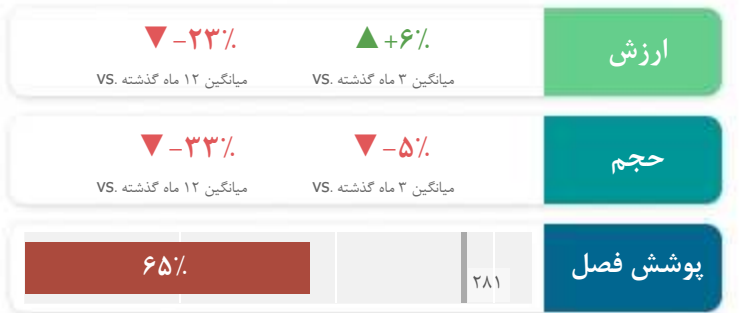 ارزش
▲ +۶٪ ▼ -۲۳٪
VS. میانگین ۳ ماه گذشته VS. میانگین ۱۲ ماه گذشته
حجم
▼ -۵٪ ▼ -۳۳٪
VS. میانگین ۳ ماه گذشته VS. میانگین ۱۲ ماه گذشته
پوشش فصل
۶۵٪
۲۸۱